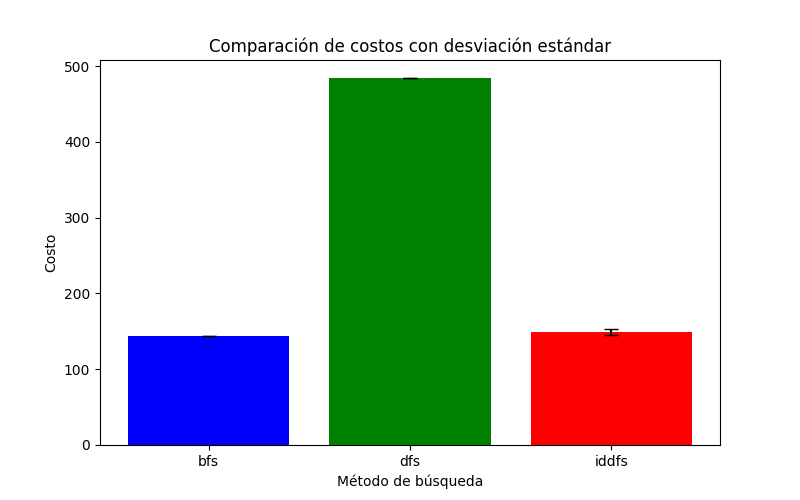 Comparación de costos con desviación estándar
500
400
300
200
100
0
Costo
bfs
dfs
iddfs
Método de búsqueda